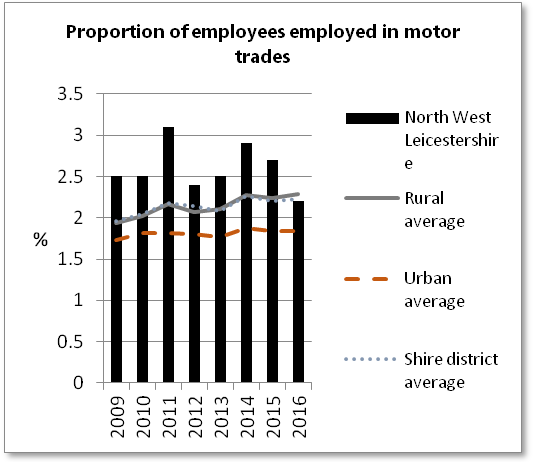 Proportion of employees employed in motor
trades
3.5
3
2.5
2
1.5
1
0.5
0
%
2009
2010
2011
2012
2013
2014
2015
2016
North West
Leicestershir
e
Rural
average
Urban
average
Shire district
average